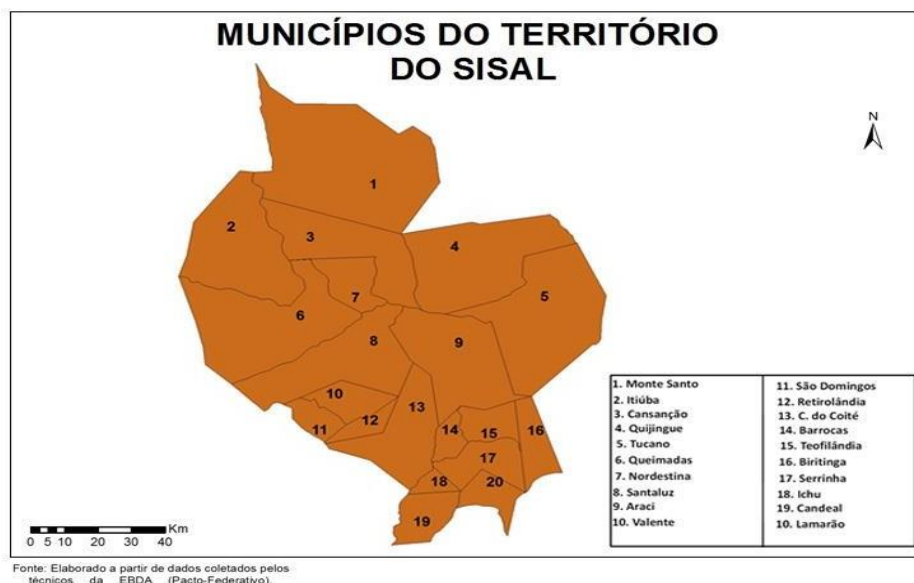 MUNICÍPIOS DO TERRITÓRIO
DO SISAL
N
1
2
3
4
5
6
7
8
9
10
11
12
13
14
15
16
17
18
19
20
Km
0 5 10 20 30 40
1. Monte Santo
2. Itiúba
3. Cansanção
4. Quijingue
5. Tucano
6. Queimadas
7. Nordestina
8. Santaluz
9. Araci
10. Valente
11. São Domingos
12. Retirolândia
13. C. do Coité
14. Barrocas
15. Teofilândia
16. Biritinga
17. Serrinha
18. Ichu
19. Candeal
10. Lamarão
Fonte: Elaborado a partir de dados coletados pelos
técnicos da EBDA (Pacto-Federativo).